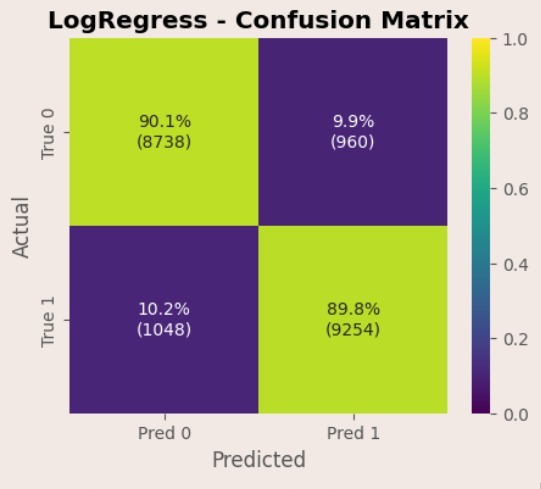 LogRegress - Confusion Matrix
True 0
90.1%
(8738)
9.9%
(960)
True 1
10.2%
(1048)
89.8%
(9254)
Actual
Pred 0
Pred 1
Predicted
1.0
0.8
0.6
0.4
0.2
0.0